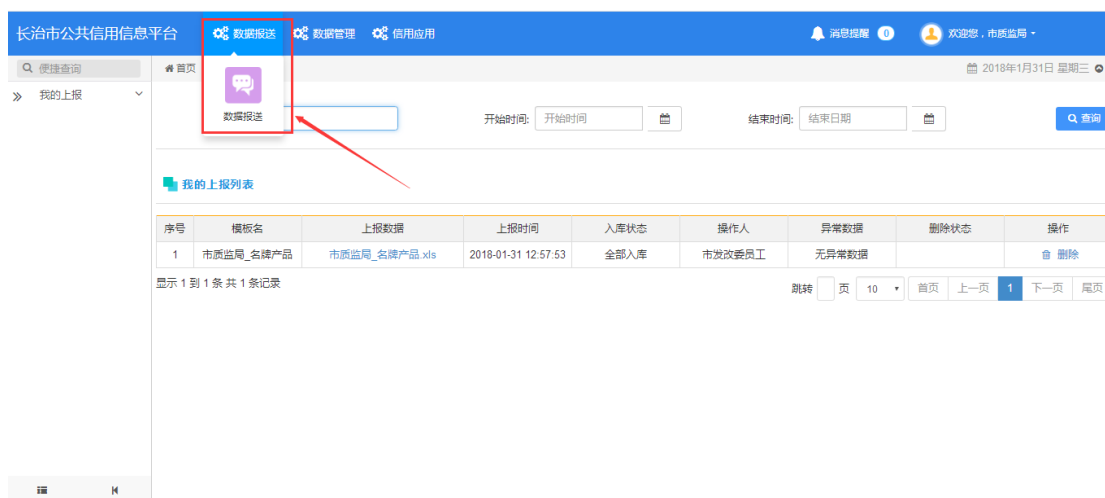 长治市公共信用信息平台 数据报送 数据管理 信用应用 消息提醒 0 欢迎您，市质监局
便捷查询 首页 2018年1月31日 星期三
我的上报
数据报送
开始时间: 开始时间 结束时间: 结束日期 查询
我的上报列表
序号 模板名 上报数据 上报时间 入库状态 操作人 异常数据 删除状态 操作
1 市质监局_名牌产品 市质监局_名牌产品.xls 2018-01-31 12:57:53 全部入库 市发改委员工 无异常数据 删除
显示 1 到 1 条 共 1 条记录 跳转 页 10 首页 上一页 1 下一页 尾页